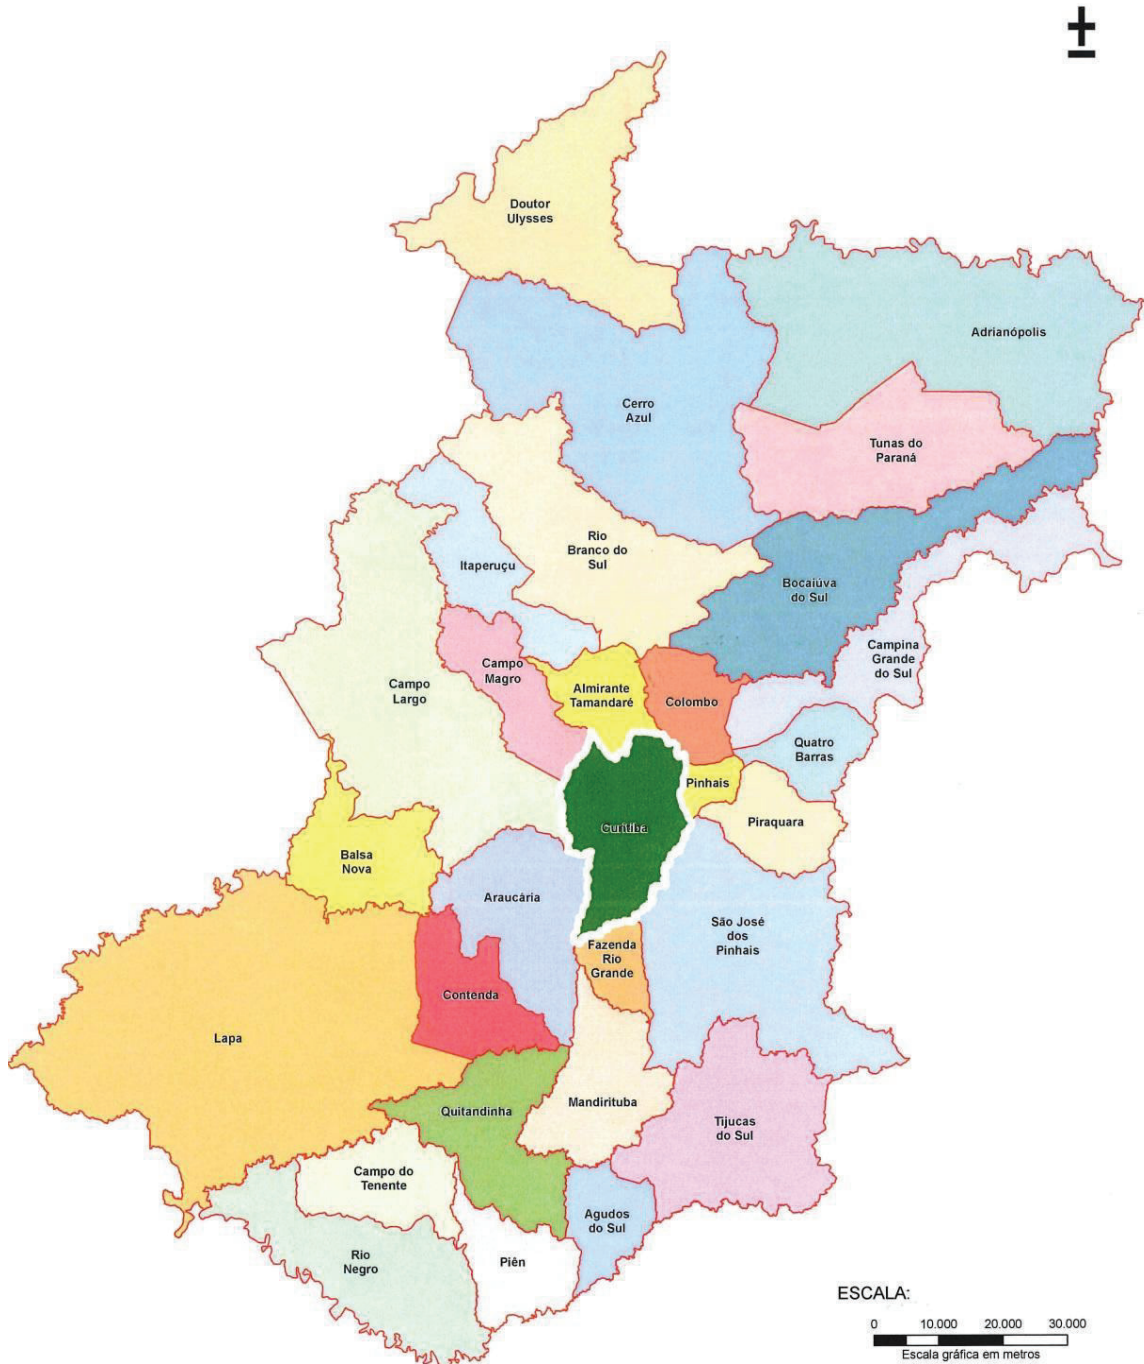 Doutor
Ulysses
Adrianópolis
Cerro
Azul
Tunas do
Paraná
Rio
Branco do
Sul
Itaperuçu
Bocaiúva
do Sul
Campina
Grande
do Sul
Campo
Magro
Campo
Largo
Almirante
Tamandaré
Colombo
Quatro
Barras
Pinhais
Piraquara
Curitiba
Balsa
Nova
Araucária
São José
dos
Pinhais
Fazenda
Rio
Grande
Contenda
Lapa
Mandirituba
Quitandinha
Tijucas
do Sul
Campo do
Tenente
Agudos
do Sul
Rio
Negro
Piên
ESCALA:
0 10.000 20.000 30.000
Escala gráfica em metros